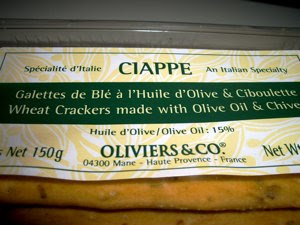 Spécialité d'Italie CIAPPE An Italian Specialty
Galettes de Blé à l'Huile d'Olive & Ciboulette
Wheat Crackers made with Olive Oil & Chive
Huile d'Olive/Olive Oil: 15%
Net 150g OLIVIERS & CO. Net
04300 Mane - Haute Provence - France